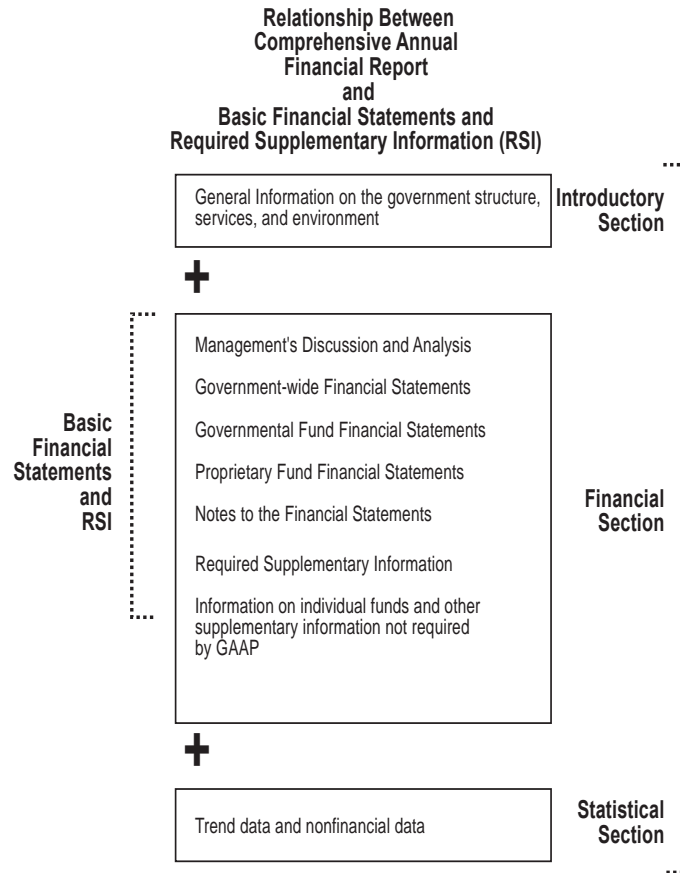 Relationship Between
Comprehensive Annual
Financial Report
and
Basic Financial Statements and
Required Supplementary Information (RSI)
General Information on the government structure,
services, and environment
Introductory
Section
+
Basic
Financial
Statements
and
RSI
Management's Discussion and Analysis
Government-wide Financial Statements
Governmental Fund Financial Statements
Proprietary Fund Financial Statements
Notes to the Financial Statements
Required Supplementary Information
Information on individual funds and other
supplementary information not required
by GAAP
Financial
Section
+
Trend data and nonfinancial data
Statistical
Section